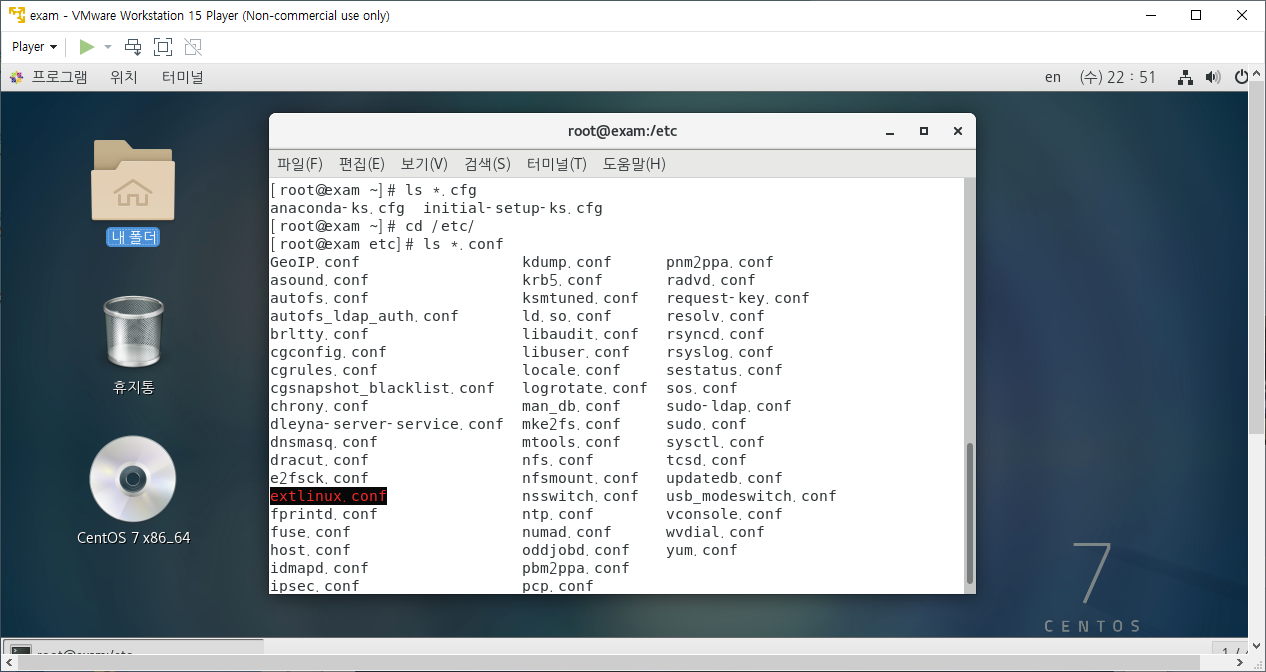 exam - VMware Workstation 15 Player (Non-commercial use only)
Player
프로그램 위치 터미널 en (수) 22 : 51
내 폴더
휴지통
CentOS 7 x86_64
root@exam:/etc
파일(F) 편집(E) 보기(V) 검색(S) 터미널(T) 도움말(H)
[root@exam ~]# ls *.cfg
anaconda-ks.cfg initial-setup-ks.cfg
[root@exam ~]# cd /etc/
[root@exam etc]# ls *.conf
GeoIP.conf kdump.conf pnm2ppa.conf
asound.conf krb5.conf radvd.conf
autofs.conf ksmtuned.conf request-key.conf
autofs_ldap_auth.conf ld.so.conf resolv.conf
brltty.conf libaudit.conf rsyncd.conf
cgconfig.conf libuser.conf rsyslog.conf
cgrules.conf locale.conf sestatus.conf
cgsnapshot_blacklist.conf logrotate.conf sos.conf
chrony.conf man_db.conf sudo-ldap.conf
dleyna-server-service.conf mke2fs.conf sudo.conf
dnsmasq.conf mtools.conf sysctl.conf
dracut.conf nfs.conf tcsd.conf
e2fsck.conf nfsmount.conf updatedb.conf
extlinux.conf nsswitch.conf usb_modeswitch.conf
fprintd.conf ntp.conf vconsole.conf
fuse.conf numad.conf wvdial.conf
host.conf oddjobd.conf yum.conf
idmapd.conf pbm2ppa.conf
ipsec.conf pcp.conf
7
CENTOS
root@exam:/etc